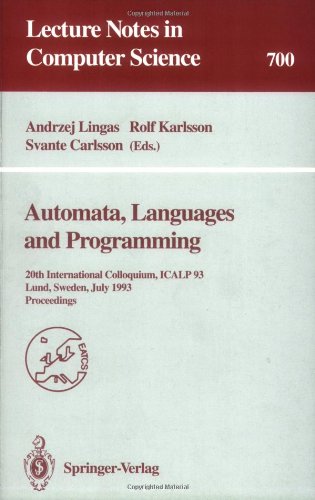 Lecture Notes in
Computer Science
700
Andrzej Lingas Rolf Karlsson
Svante Carlsson (Eds.)
Automata, Languages
and Programming
20th International Colloquium, ICALP 93
Lund, Sweden, July 1993
Proceedings
EATCS
Springer-Verlag